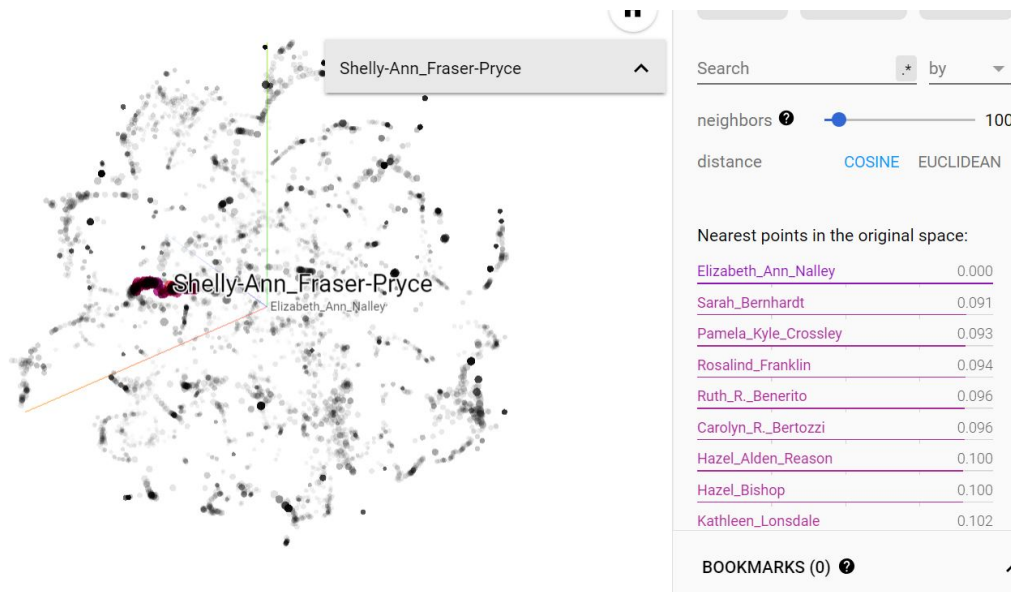 Shelly-Ann_Fraser-Pryce
Shelly-Ann_Fraser-Pryce
Elizabeth_Ann_Nalley
Search .* by
neighbors ? 100
distance COSINE EUCLIDEAN
Nearest points in the original space:
Elizabeth_Ann_Nalley 0.000
Sarah_Bernhardt 0.091
Pamela_Kyle_Crossley 0.093
Rosalind_Franklin 0.094
Ruth_R._Benerito 0.096
Carolyn_R._Bertozzi 0.096
Hazel_Alden_Reason 0.100
Hazel_Bishop 0.100
Kathleen_Lonsdale 0.102
BOOKMARKS (0) ?